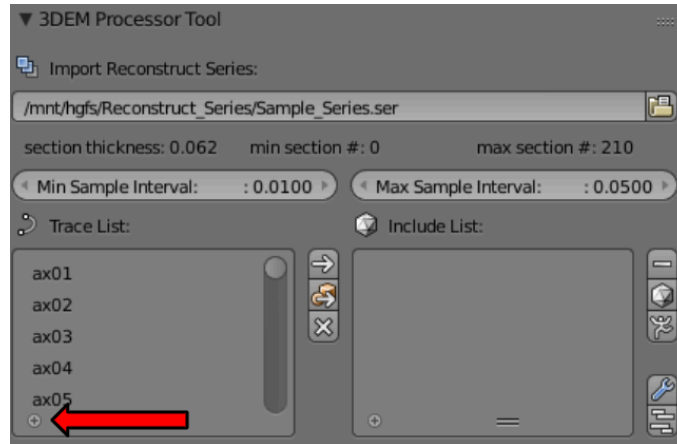 3DEM Processor Tool
Import Reconstruct Series:
/mnt/hgfs/Reconstruct_Series/Sample_Series.ser
section thickness: 0.062 min section #: 0 max section #: 210
Min Sample Interval: : 0.0100 Max Sample Interval: : 0.0500
Trace List: Include List:
ax01
ax02
ax03
ax04
ax05